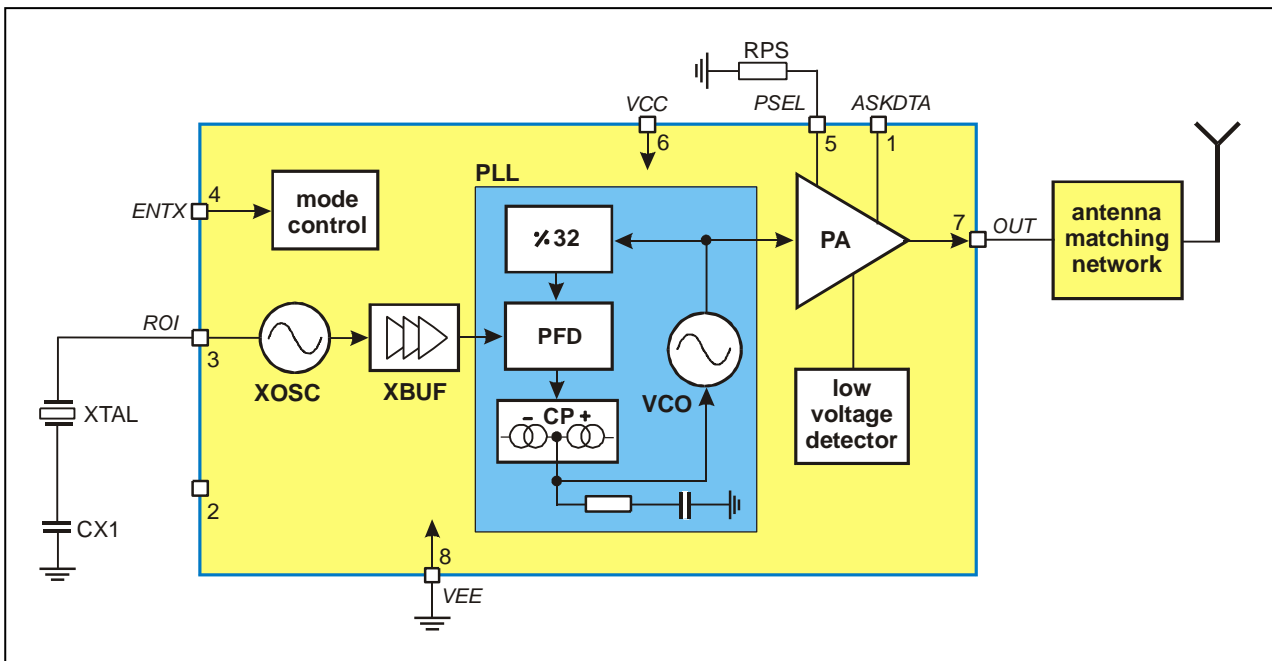 RPS
VCC
PSEL
ASKDTA
6
5
1
PLL
ENTX
4
mode
control
٪ 32
PA
7
OUT
antenna
matching
network
ROI
3
XOSC
XBUF
PFD
VCO
low
voltage
detector
XTAL
- CP +
2
CX1
8
VEE